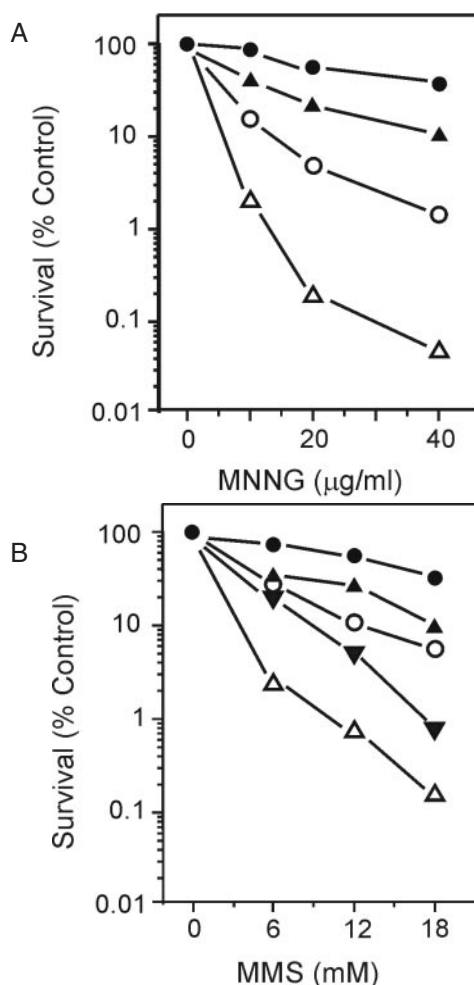 A
100
10
1
0.1
0.01
Survival (% Control)
0 20 40
MNNG (μg/ml)
B
100
10
1
0.1
0.01
Survival (% Control)
0 6 12 18
MMS (mM)